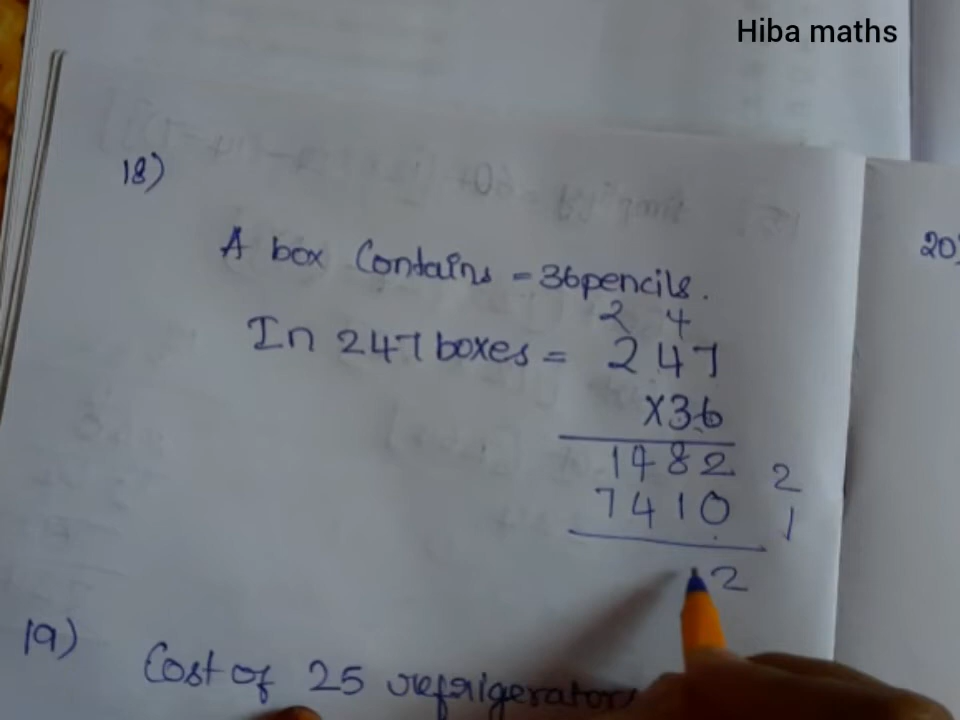 Hiba maths
18)
A box Contains = 36pencils.
2 4
In 247 boxes = 247
x36
1482 2
7410 1
2
20)
19)
Cost of 25 refrigerators